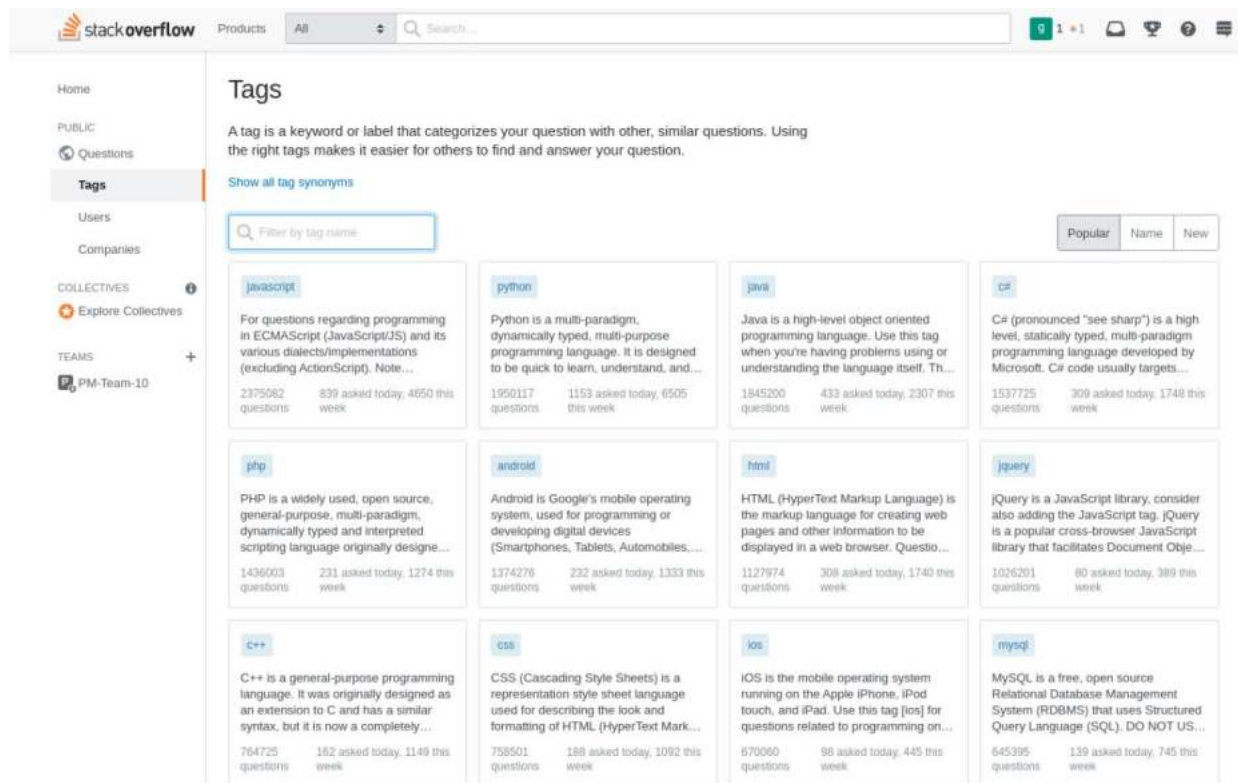 stackoverflow Products All Search...
g 1 1
Home
PUBLIC
Questions
Tags
Users
Companies
COLLECTIVES
Explore Collectives
TEAMS +
PM-Team-10
Tags
A tag is a keyword or label that categorizes your question with other, similar questions. Using
the right tags makes it easier for others to find and answer your question.
Show all tag synonyms
Filter by tag name
Popular Name New
javascript
For questions regarding programming
in ECMAScript (JavaScript/JS) and its
various dialects/implementations
(excluding ActionScript). Note...
2375082 839 asked today, 4650 this
questions week
python
Python is a multi-paradigm,
dynamically typed, multi-purpose
programming language. It is designed
to be quick to learn, understand, and...
1950117 1153 asked today, 6505
questions this week
java
Java is a high-level object oriented
programming language. Use this tag
when you're having problems using or
understanding the language itself. Th...
1845200 433 asked today, 2307 this
questions week
c#
C# (pronounced "see sharp") is a high
level, statically typed, multi-paradigm
programming language developed by
Microsoft. C# code usually targets...
1537725 309 asked today, 1748 this
questions week
php
PHP is a widely used, open source,
general-purpose, multi-paradigm,
dynamically typed and interpreted
scripting language originally designe...
1436003 231 asked today, 1274 this
questions week
android
Android is Google's mobile operating
system, used for programming or
developing digital devices
(Smartphones, Tablets, Automobiles,...
1374276 232 asked today, 1333 this
questions week
html
HTML (HyperText Markup Language) is
the markup language for creating web
pages and other information to be
displayed in a web browser. Questio...
1127974 308 asked today, 1740 this
questions week
jquery
jQuery is a JavaScript library, consider
also adding the JavaScript tag. jQuery
is a popular cross-browser JavaScript
library that facilitates Document Obje...
1026201 80 asked today, 389 this
questions week
c++
C++ is a general-purpose programming
language. It was originally designed as
an extension to C and has a similar
syntax, but it is now a completely...
764725 162 asked today, 1149 this
questions week
css
CSS (Cascading Style Sheets) is a
representation style sheet language
used for describing the look and
formatting of HTML (HyperText Mark...
758501 188 asked today, 1092 this
questions week
ios
iOS is the mobile operating system
running on the Apple iPhone, iPod
touch, and iPad. Use this tag [ios] for
questions related to programming on...
670060 98 asked today, 445 this
questions week
mysql
MySQL is a free, open source
Relational Database Management
System (RDBMS) that uses Structured
Query Language (SQL). DO NOT US...
645395 139 asked today, 745 this
questions week